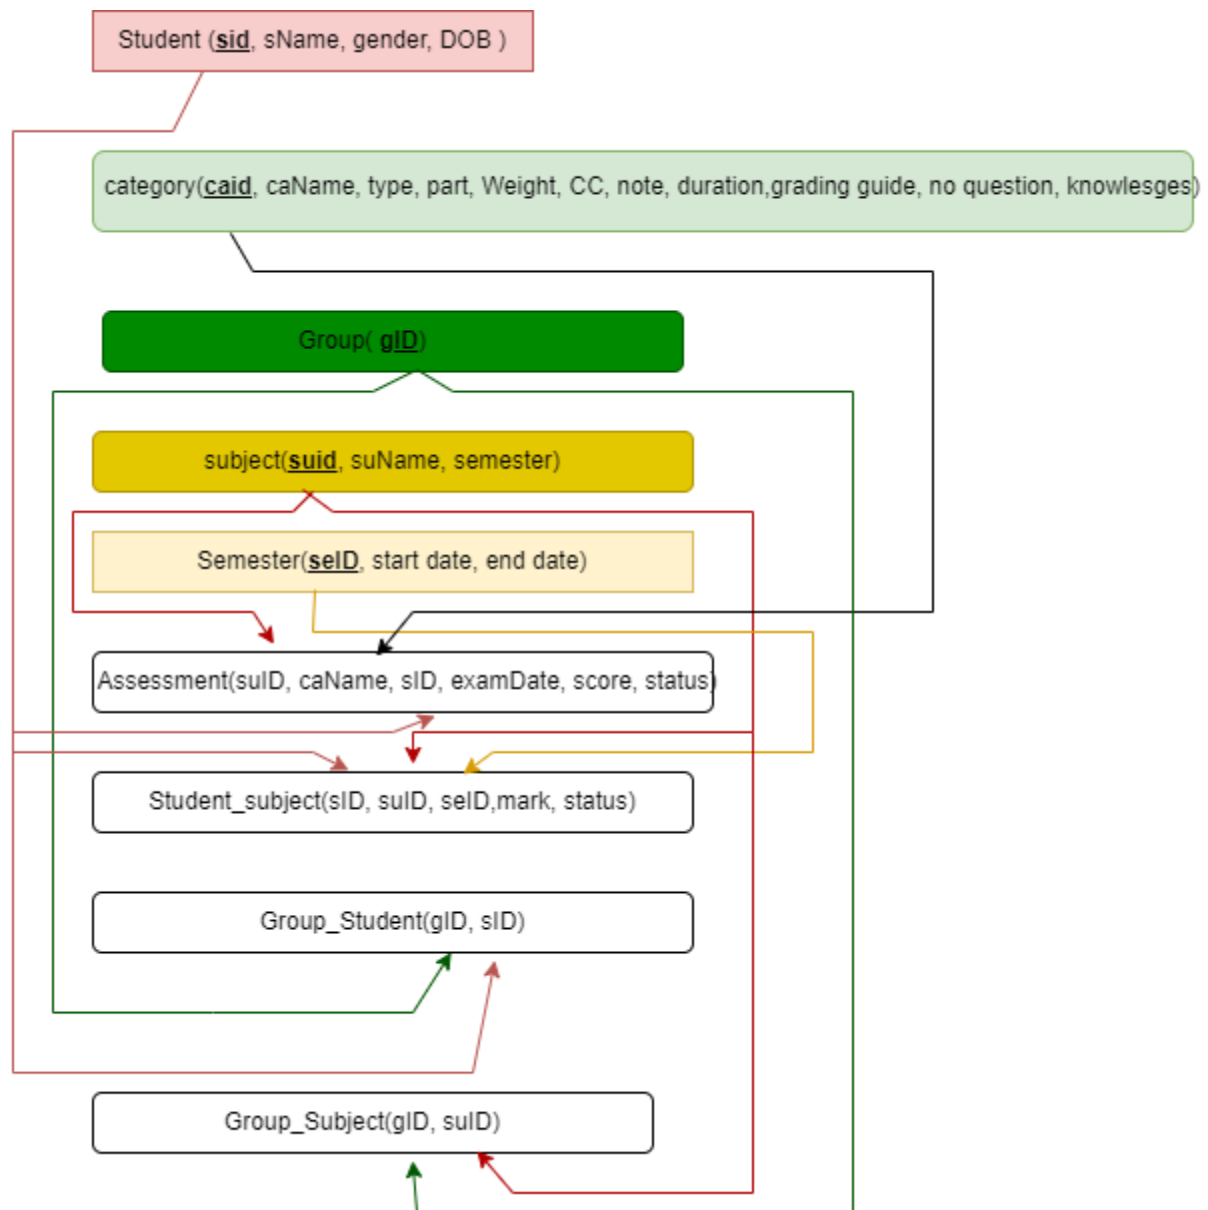 Student (sid, sName, gender, DOB )
category(caid, caName, type, part, Weight, CC, note, duration,grading guide, no question, knowlesges)
Group( gID)
subject(suid, suName, semester)
Semester(seID, start date, end date)
Assessment(suID, caName, sID, examDate, score, status)
Student_subject(sID, suID, seID,mark, status)
Group_Student(gID, sID)
Group_Subject(gID, suID)